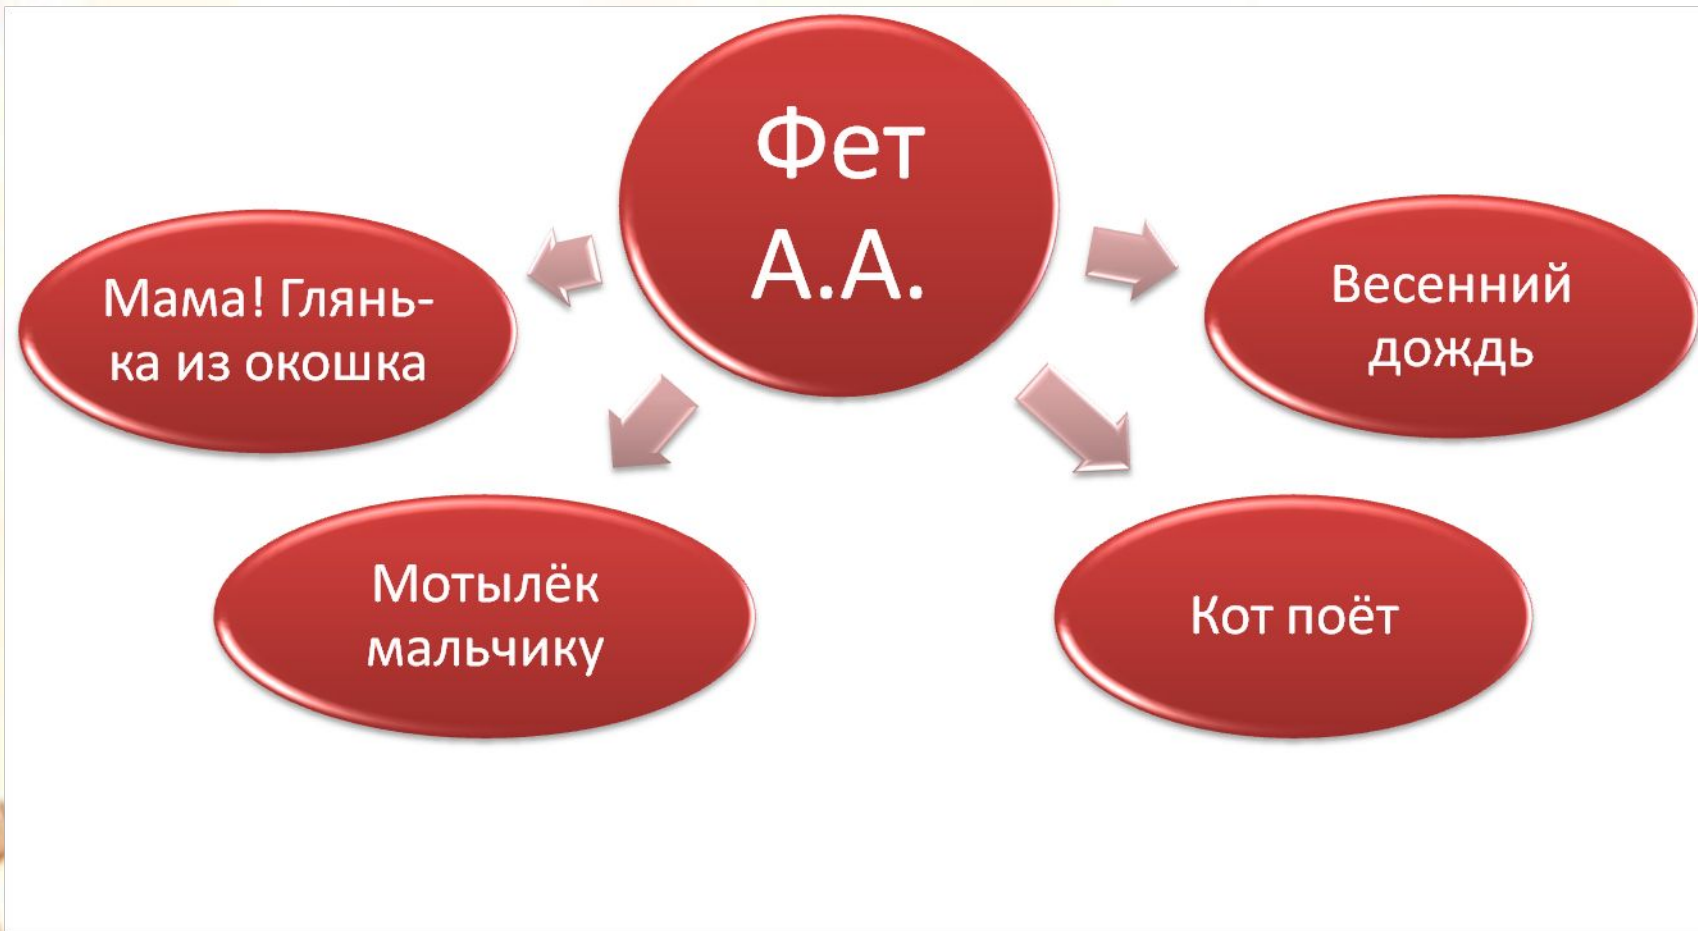 Фет
А.А.
Мама! Глянь-
ка из окошка
Весенний
дождь
Мотылёк
мальчику
Кот поёт